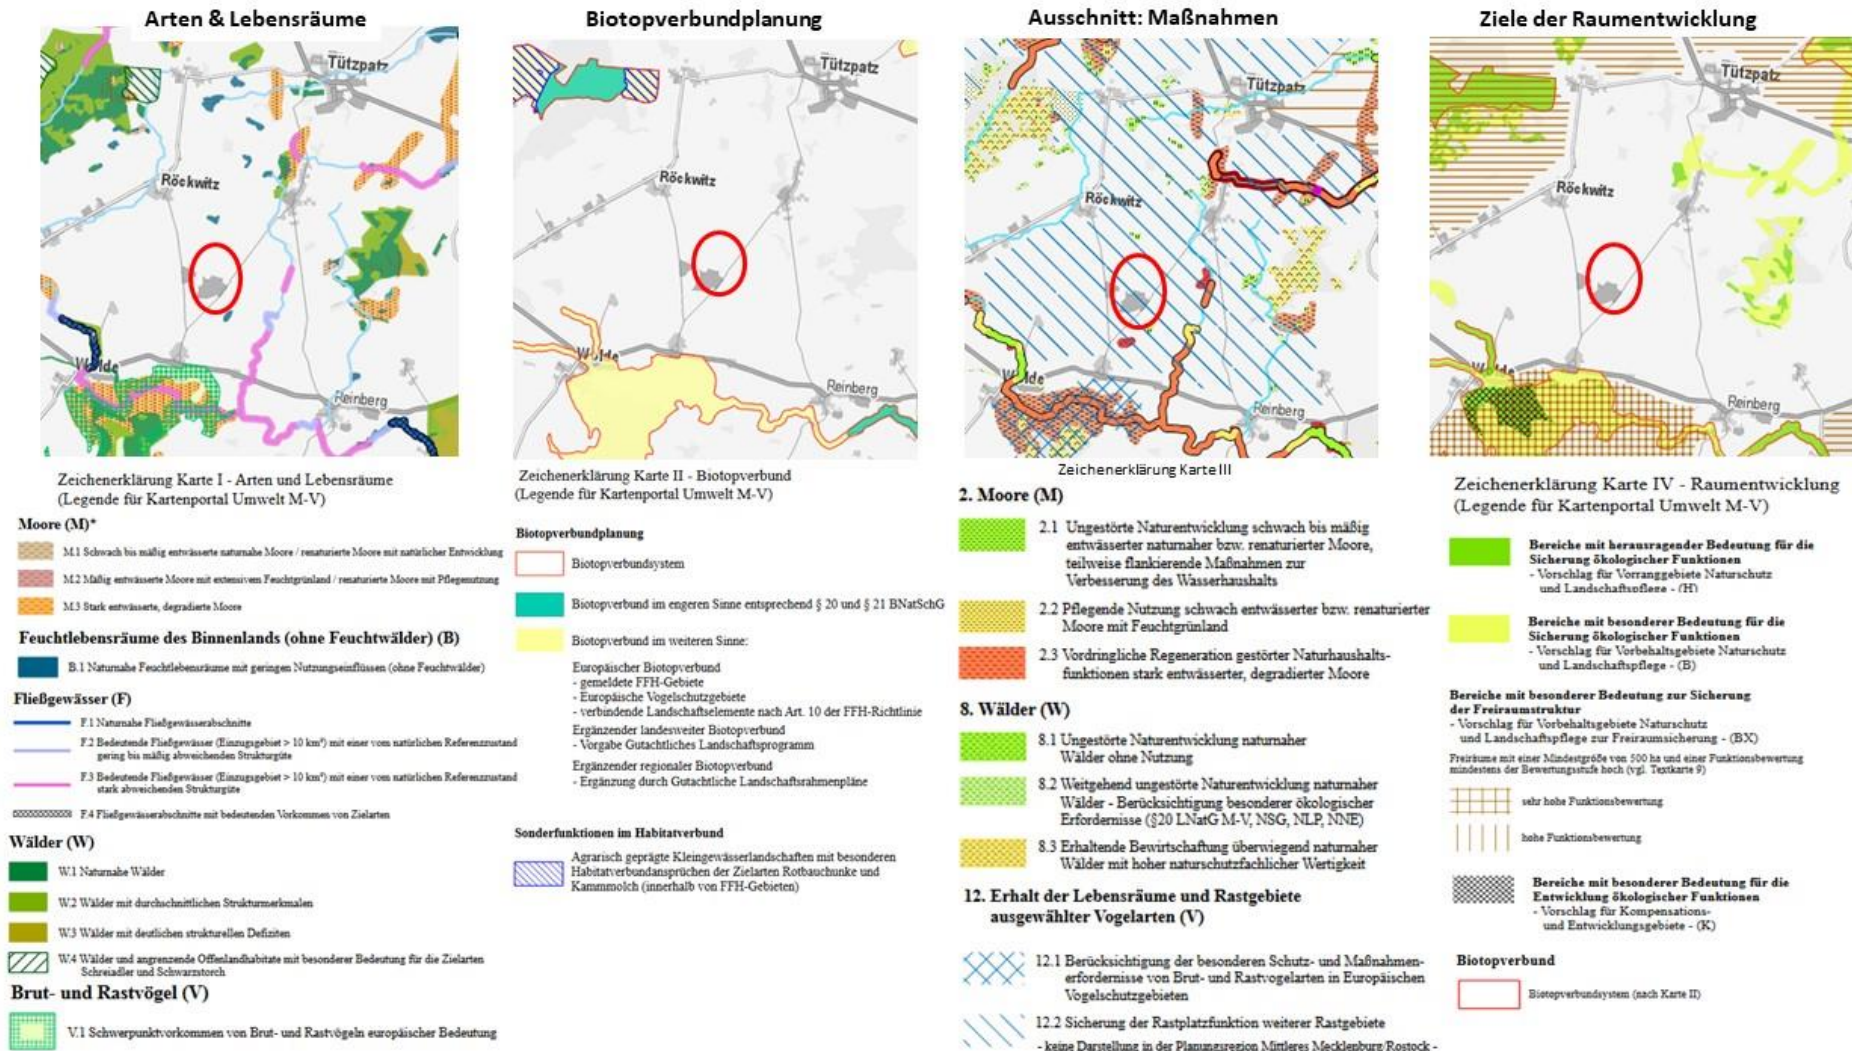 Arten & Lebensräume
Tützpatz
Röckwitz
Wolde
Reinberg
Zeichenerklärung Karte I - Arten und Lebensräume
(Legende für Kartenportal Umwelt M-V)
Moore (M)*
M.1 Schwach bis mäßig entwässerte naturnahe Moore / renaturierte Moore mit natürlicher Entwicklung
M.2 Mäßig entwässerte Moore mit extensivem Feuchtgrünland / renaturierte Moore mit Pflegenutzung
M.3 Stark entwässerte, degradierte Moore
Feuchtlebensräume des Binnenlands (ohne Feuchtwälder) (B)
B.1 Naturnahe Feuchtlebensräume mit geringen Nutzungseinflüssen (ohne Feuchtwälder)
Fließgewässer (F)
F.1 Naturnahe Fließgewässerabschnitte
F.2 Bedeutende Fließgewässer (Einzugsgebiet > 10 km²) mit einer vom natürlichen Referenzzustand
gering bis mäßig abweichenden Strukturgüte
F.3 Bedeutende Fließgewässer (Einzugsgebiet > 10 km²) mit einer vom natürlichen Referenzzustand
stark abweichenden Strukturgüte
F.4 Fließgewässerabschnitte mit bedeutenden Vorkommen von Zielarten
Wälder (W)
W.1 Naturnahe Wälder
W.2 Wälder mit durchschnittlichen Strukturmerkmalen
W.3 Wälder mit deutlichen strukturellen Defiziten
W.4 Wälder und angrenzende Offenlandhabitate mit besonderer Bedeutung für die Zielarten
Schreiadler und Schwarzstorch
Brut- und Rastvögel (V)
V.1 Schwerpunktvorkommen von Brut- und Rastvögeln europäischer Bedeutung
Biotopverbundplanung
Tützpatz
Röckwitz
Wolde
Reinberg
Zeichenerklärung Karte II - Biotopverbund
(Legende für Kartenportal Umwelt M-V)
Biotopverbundplanung
Biotopverbundsystem
Biotopverbund im engeren Sinne entsprechend § 20 und § 21 BNatSchG
Biotopverbund im weiteren Sinne:
Europäischer Biotopverbund
- gemeldete FFH-Gebiete
- Europäische Vogelschutzgebiete
- verbindende Landschaftselemente nach Art. 10 der FFH-Richtlinie
Ergänzender landesweiter Biotopverbund
- Vorgabe Gutachtliches Landschaftsprogramm
Ergänzender regionaler Biotopverbund
- Ergänzung durch Gutachtliche Landschaftsrahmenpläne
Sonderfunktionen im Habitatverbund
Agrarisch geprägte Kleingewässerlandschaften mit besonderen
Habitatverbundansprüchen der Zielarten Rotbauchunke und
Kammmolch (innerhalb von FFH-Gebieten)
Ausschnitt: Maßnahmen
Tützpatz
Röckwitz
Wolde
Reinberg
Zeichenerklärung Karte III
2. Moore (M)
2.1 Ungestörte Naturentwicklung schwach bis mäßig
entwässerter naturnaher bzw. renaturierter Moore,
teilweise flankierende Maßnahmen zur
Verbesserung des Wasserhaushalts
2.2 Pflegende Nutzung schwach entwässerter bzw. renaturierter
Moore mit Feuchtgrünland
2.3 Vordringliche Regeneration gestörter Naturhaushalts-
funktionen stark entwässerter, degradierter Moore
8. Wälder (W)
8.1 Ungestörte Naturentwicklung naturnaher
Wälder ohne Nutzung
8.2 Weitgehend ungestörte Naturentwicklung naturnaher
Wälder - Berücksichtigung besonderer ökologischer
Erfordernisse (§20 LNatG M-V, NSG, NLP, NNE)
8.3 Erhaltende Bewirtschaftung überwiegend naturnaher
Wälder mit hoher naturschutzfachlicher Wertigkeit
12. Erhalt der Lebensräume und Rastgebiete
ausgewählter Vogelarten (V)
12.1 Berücksichtigung der besonderen Schutz- und Maßnahmen-
erfordernisse von Brut- und Rastvogelarten in Europäischen
Vogelschutzgebieten
12.2 Sicherung der Rastplatzfunktion weiterer Rastgebiete
- keine Darstellung in der Planungsregion Mittleres Mecklenburg/Rostock -
Ziele der Raumentwicklung
Tützpatz
Röckwitz
Wolde
Reinberg
Zeichenerklärung Karte IV - Raumentwicklung
(Legende für Kartenportal Umwelt M-V)
Bereiche mit herausragender Bedeutung für die
Sicherung ökologischer Funktionen
- Vorschlag für Vorranggebiete Naturschutz
und Landschaftspflege - (H)
Bereiche mit besonderer Bedeutung für die
Sicherung ökologischer Funktionen
- Vorschlag für Vorbehaltsgebiete Naturschutz
und Landschaftspflege - (B)
Bereiche mit besonderer Bedeutung zur Sicherung
der Freiraumstruktur
- Vorschlag für Vorbehaltsgebiete Naturschutz
und Landschaftspflege zur Freiraumsicherung - (BX)
Freiräume mit einer Mindestgröße von 500 ha und einer Funktionsbewertung
mindestens der Bewertungsstufe hoch (vgl. Textkarte 9)
sehr hohe Funktionsbewertung
hohe Funktionsbewertung
Bereiche mit besonderer Bedeutung für die
Entwicklung ökologischer Funktionen
- Vorschlag für Kompensations-
und Entwicklungsgebiete - (K)
Biotopverbund
Biotopverbundsystem (nach Karte II)